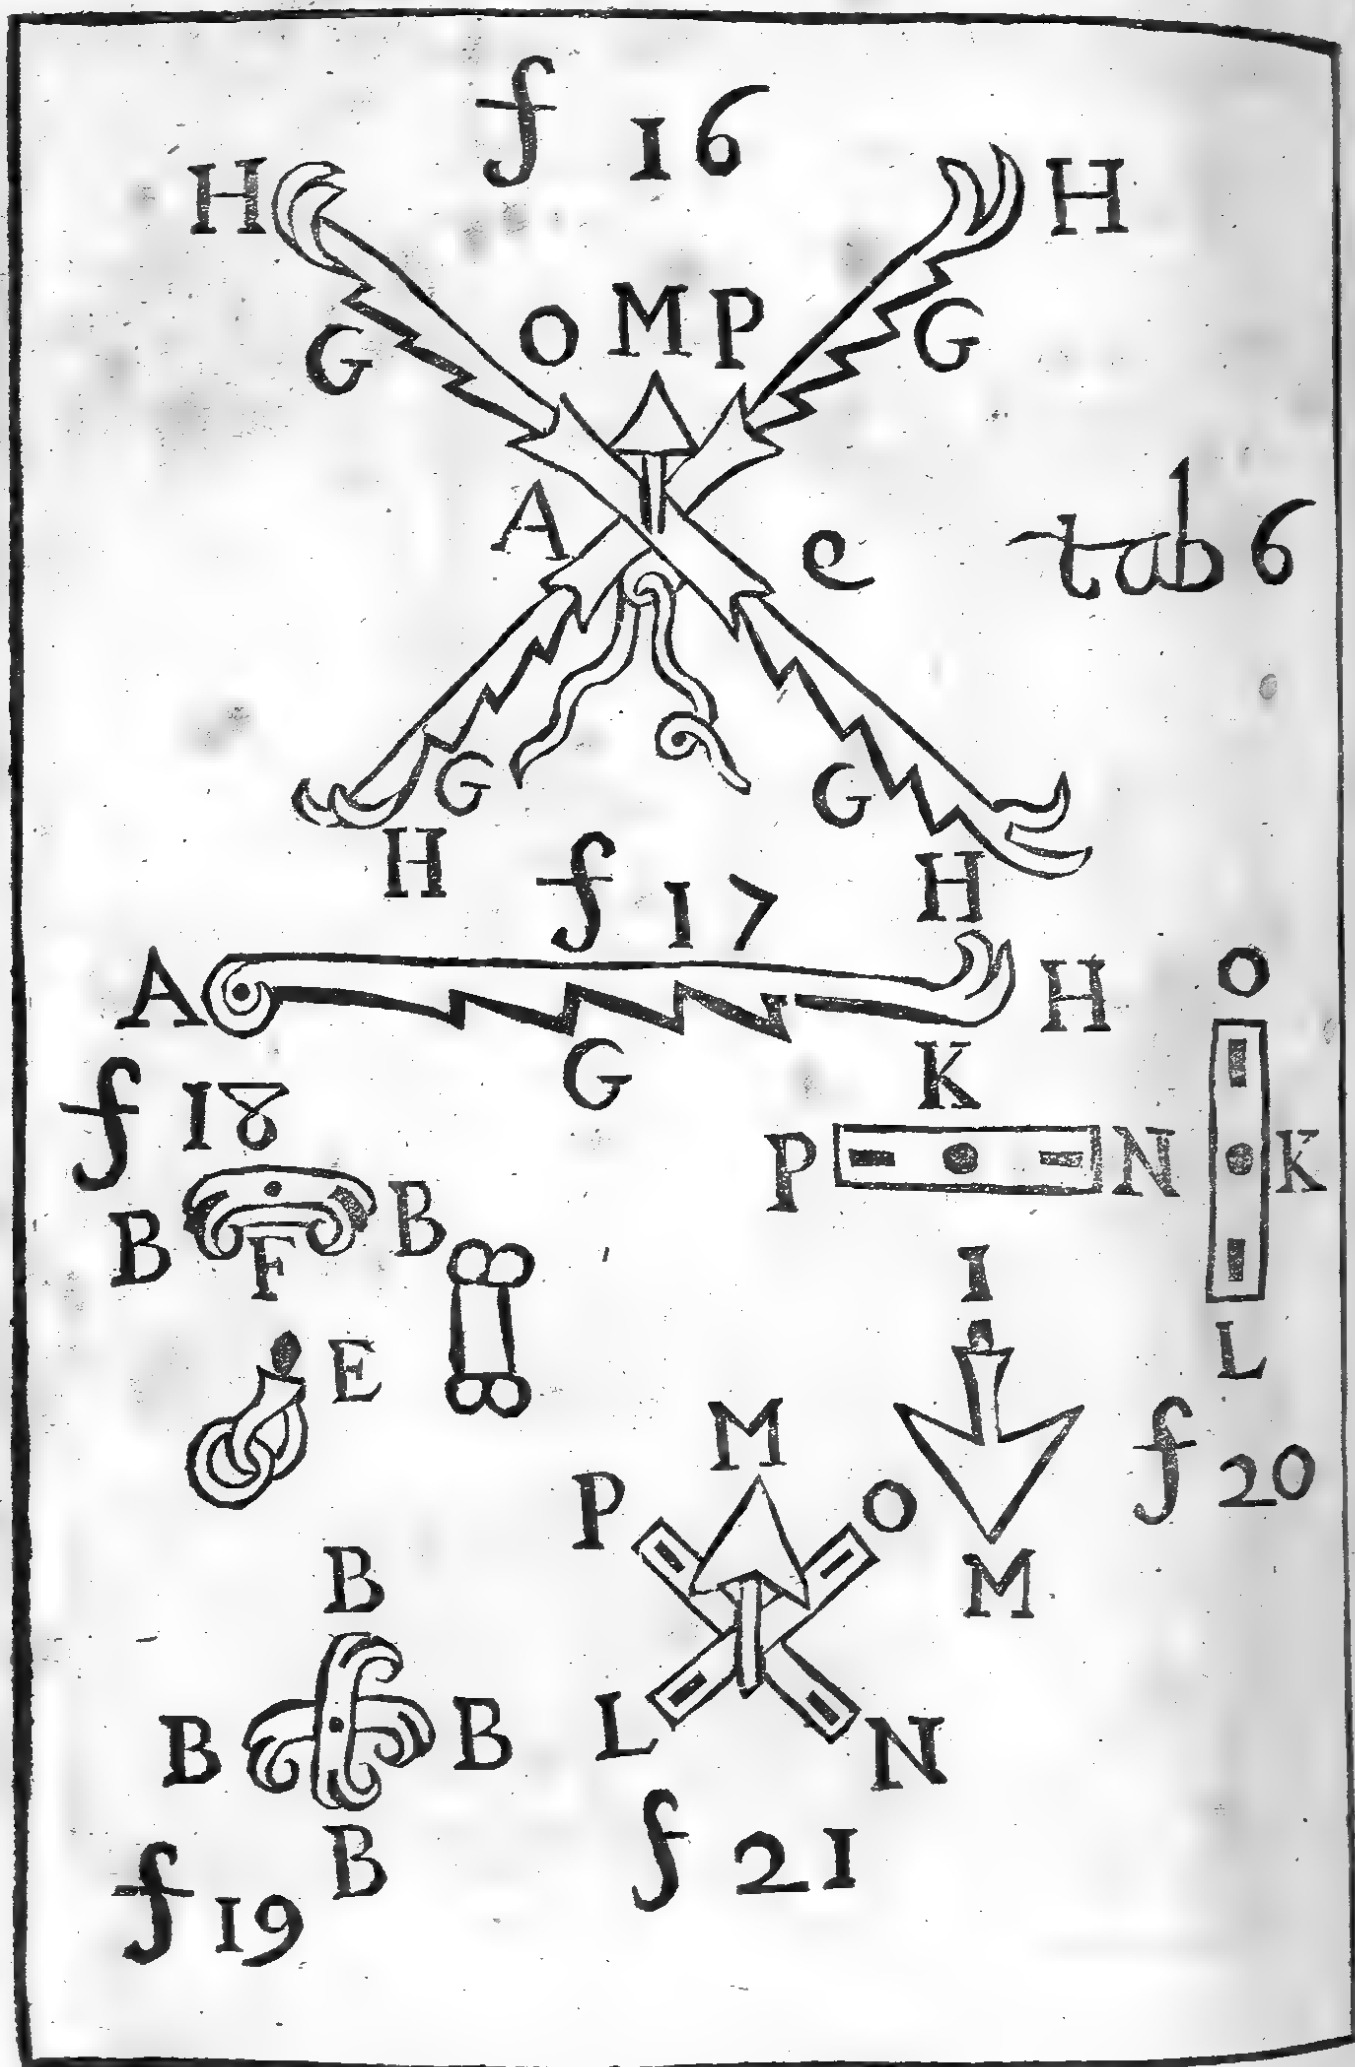 f 16
H H
G O M P G
A e tab 6
G G
H H
f 17
A H O
G K
f 18 P N K
B B
F I
E L
M f 20
P O
B M
B B L N
B f 21
f 19